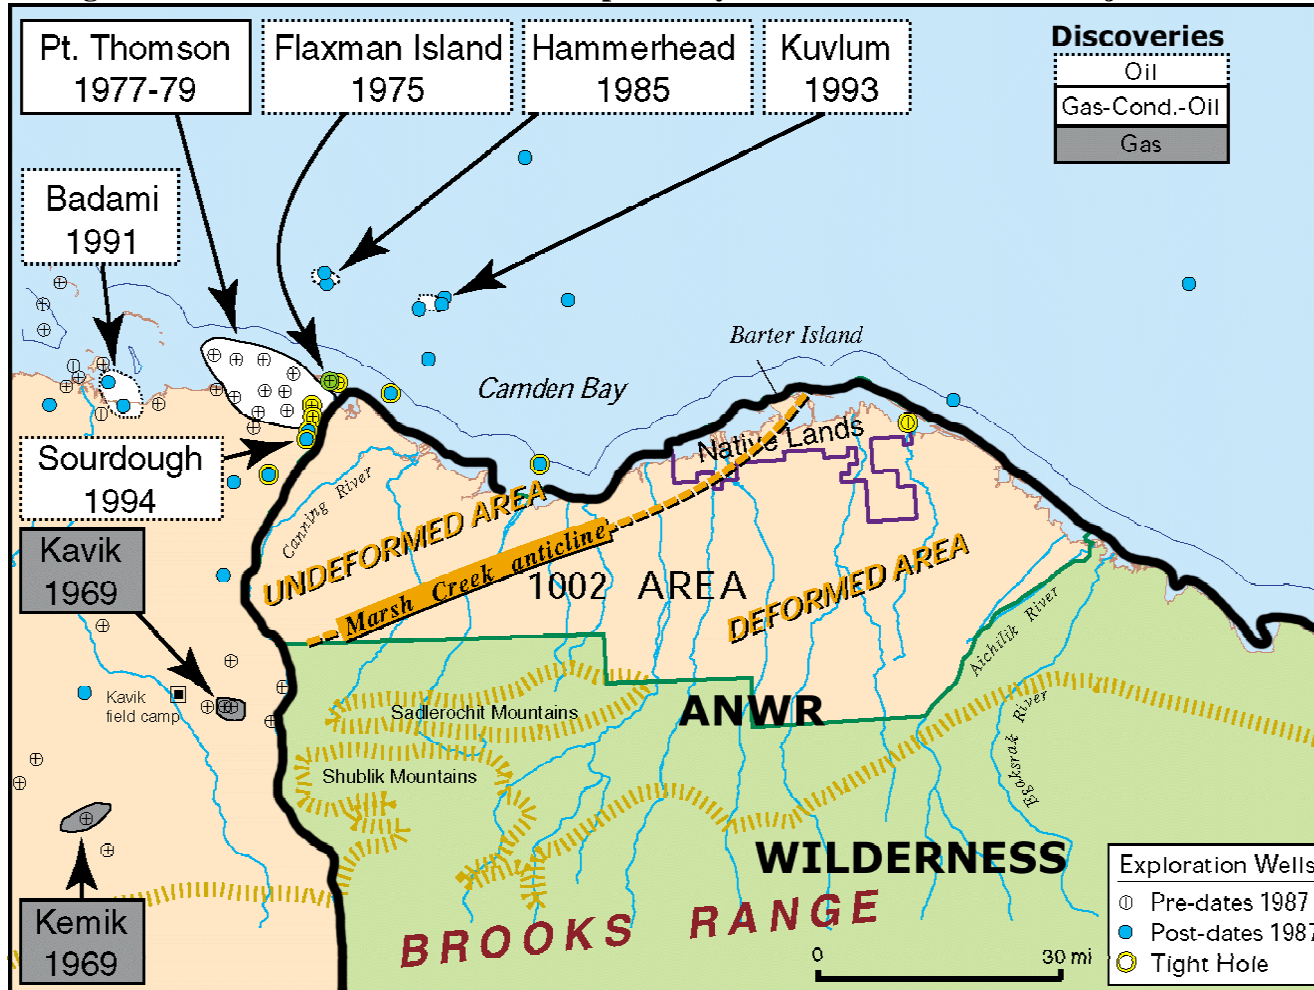 Pt. Thomson
1977-79
Flaxman Island
1975
Hammerhead
1985
Kuvlum
1993
Discoveries
Oil
Gas-Cond.-Oil
Gas
Badami
1991
Barter Island
Camden Bay
Native Lands
Sourdough
1994
Canning River
UNDEFORMED AREA
Marsh Creek anticline
1002 AREA
DEFORMED AREA
Kavik
1969
Aichilik River
Kavik
field camp
Sadlerochit Mountains
ANWR
Egaksrak River
Shublik Mountains
WILDERNESS
Kemik
1969
BROOKS RANGE
0 30 mi
Exploration Wells
Pre-dates 1987
Post-dates 1987
Tight Hole